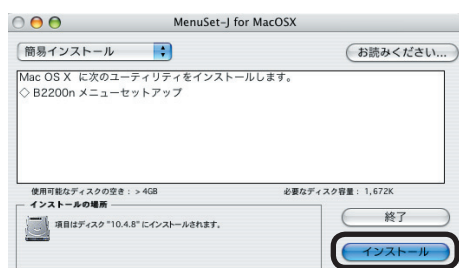 MenuSet-J for MacOSX
簡易インストール
お読みください...
Mac OS X に次のユーティリティをインストールします。
◇ B2200n メニューセットアップ
使用可能なディスクの空き： > 4GB 必要なディスク容量： 1,672K
インストールの場所
項目はディスク "10.4.8" にインストールされます。
終了
インストール